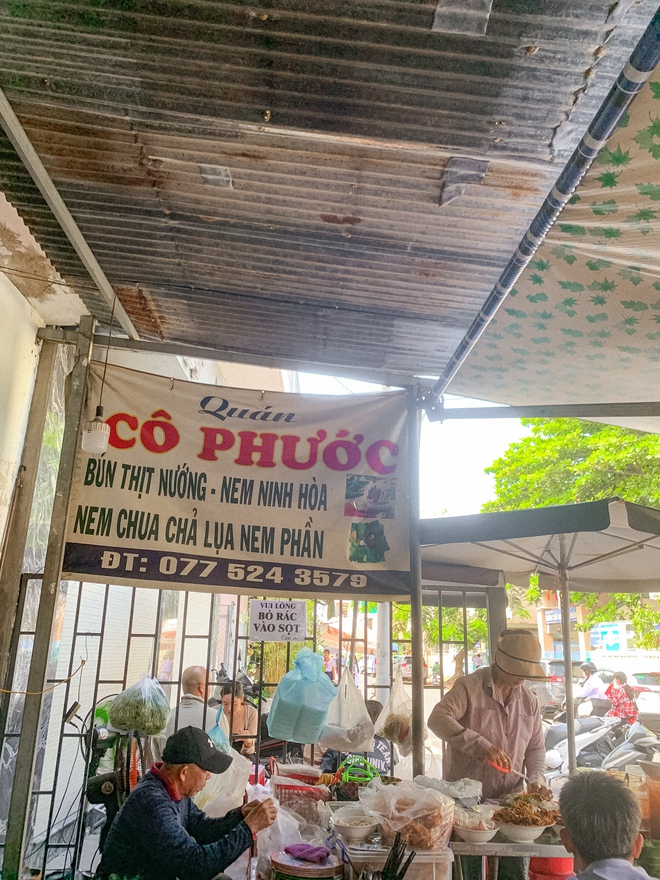 Quán
CÔ PHƯỚC
BÚN THỊT NƯỚNG - NEM NINH HÒA
NEM CHUA CHẢ LỤA NEM PHẦN
ĐT: 077 524 3579
VUI LÒNG
BỎ RÁC
VÀO SỌT